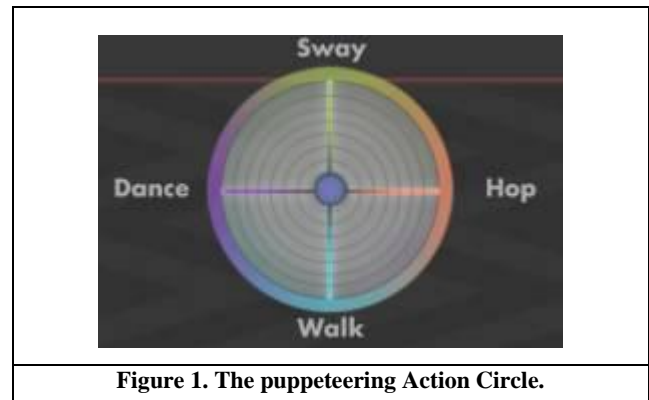 Sway
Dance Hop
Walk
Figure 1. The puppeteering Action Circle.